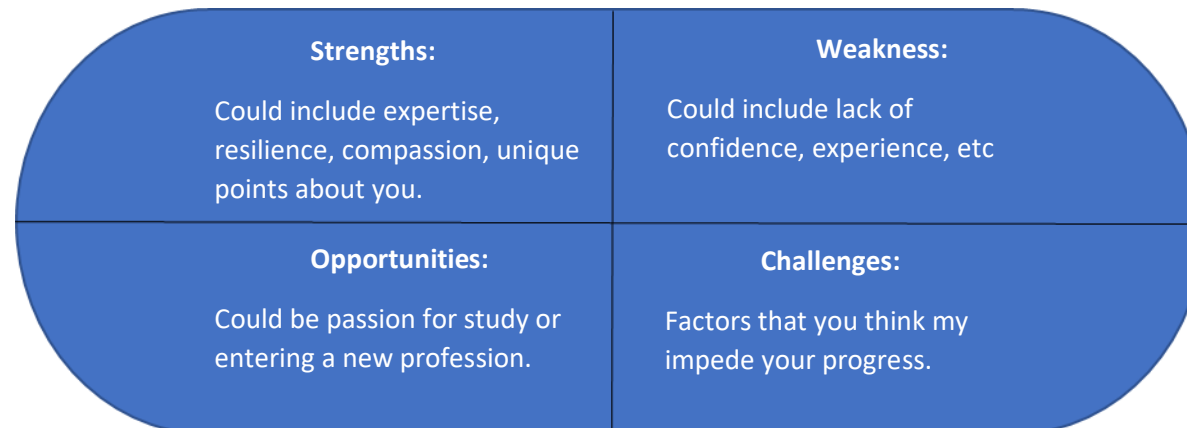 Strengths:
Could include expertise,
resilience, compassion, unique
points about you.
Weakness:
Could include lack of
confidence, experience, etc
Opportunities:
Could be passion for study or
entering a new profession.
Challenges:
Factors that you think my
impede your progress.